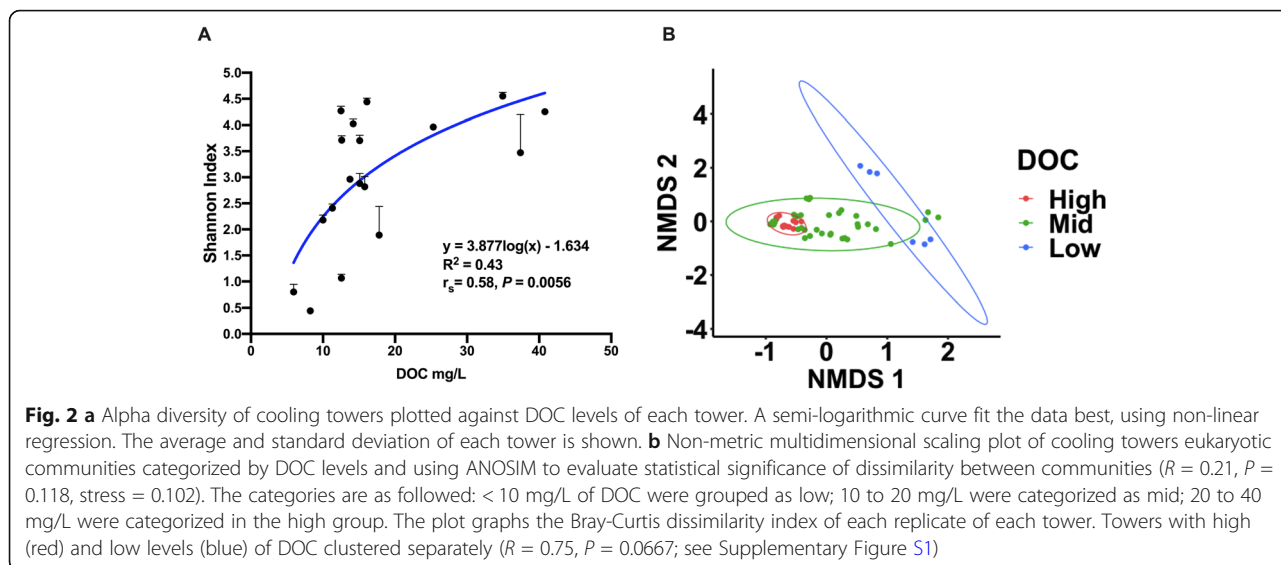 A
B
Shannon Index
5.0
4.5
4.0
3.5
3.0
2.5
2.0
1.5
1.0
0.5
0.0
0
10
20
30
40
50
DOC mg/L
y = 3.877log(x) - 1.634
R² = 0.43
rs= 0.58, P = 0.0056
NMDS 2
4
2
0
-2
-4
-1
0
1
2
NMDS 1
DOC
High
Mid
Low
Fig. 2 a Alpha diversity of cooling towers plotted against DOC levels of each tower. A semi-logarithmic curve fit the data best, using non-linear
regression. The average and standard deviation of each tower is shown. b Non-metric multidimensional scaling plot of cooling towers eukaryotic
communities categorized by DOC levels and using ANOSIM to evaluate statistical significance of dissimilarity between communities (R = 0.21, P =
0.118, stress = 0.102). The categories are as followed: < 10 mg/L of DOC were grouped as low; 10 to 20 mg/L were categorized as mid; 20 to 40
mg/L were categorized in the high group. The plot graphs the Bray-Curtis dissimilarity index of each replicate of each tower. Towers with high
(red) and low levels (blue) of DOC clustered separately (R = 0.75, P = 0.0667; see Supplementary Figure S1)